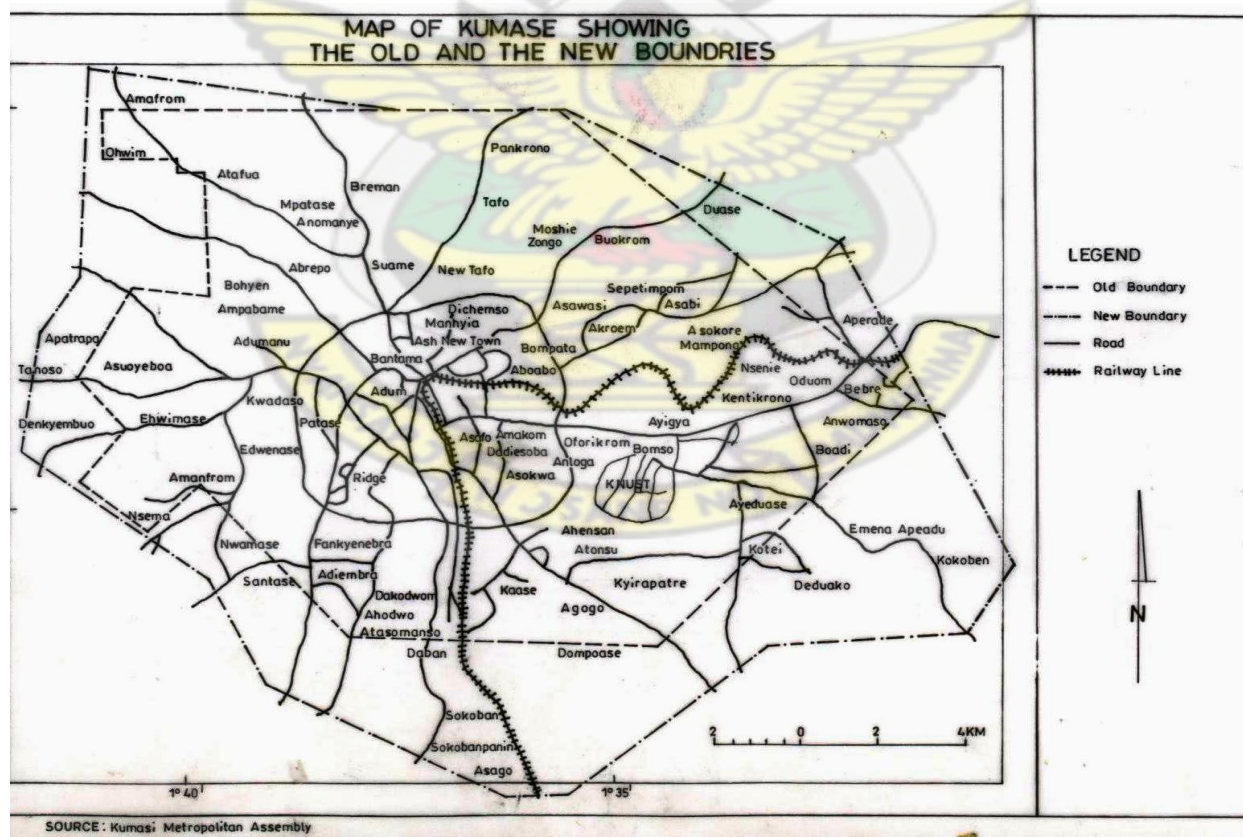 MAP OF KUMASE SHOWING
THE OLD AND THE NEW BOUNDRIES
Amafrom
Ohwim
Pankrono
Atafua
Breman
Mpatase
Anomanye
Tafo
Duase
Moshie
Zongo
Buokrom
Abrepo
Suame
New Tafo
Bohyen
Ampabame
Sepetimpom
Asabi
Asawasi
Dichemso
Manhyia
Akroem
Aperade
Apatrapa
Adumanu
Ash New Town
Asokore
Mampong
Bompata
Bantama
Aboabo
Nsenie
Tanoso
Asuoyeboa
Oduom
Bebre
Adum
Kwadaso
Kentikrono
Denkyembuo
Ehwimase
Patase
Ayigya
Anwomaso
Edwenase
Asafo
Amakom
Dadiesoba
Oforikrom
Bomso
Boadi
Anloga
Amanfrom
Ridge
Asokwa
KNUST
Ayeduase
Nsema
Ahensan
Emena Apeadu
Nwamase
Fankyenebra
Atonsu
Kotei
Kokoben
Santase
Adiembra
Kyirapatre
Deduako
Dakodwom
Kaase
Ahodwo
Agogo
Atasomanso
Daban
Dompoase
Sokoban
Sokobanpanin
Asago
2 0 2 4KM
1° 40'
1° 35'
LEGEND
Old Boundary
New Boundary
Road
Railway Line
N
SOURCE: Kumasi Metropolitan Assembly